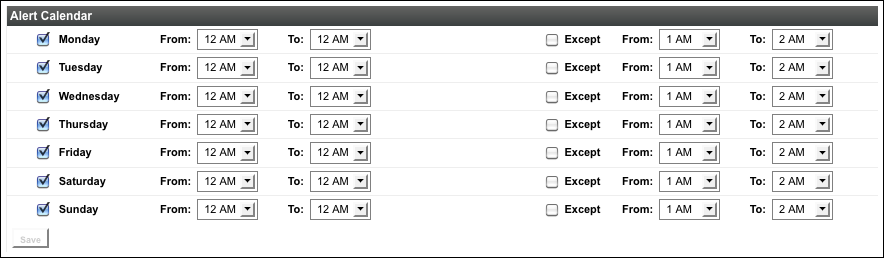 Alert Calendar
Monday From: 12 AM To: 12 AM Except From: 1 AM To: 2 AM
Tuesday From: 12 AM To: 12 AM Except From: 1 AM To: 2 AM
Wednesday From: 12 AM To: 12 AM Except From: 1 AM To: 2 AM
Thursday From: 12 AM To: 12 AM Except From: 1 AM To: 2 AM
Friday From: 12 AM To: 12 AM Except From: 1 AM To: 2 AM
Saturday From: 12 AM To: 12 AM Except From: 1 AM To: 2 AM
Sunday From: 12 AM To: 12 AM Except From: 1 AM To: 2 AM
Save